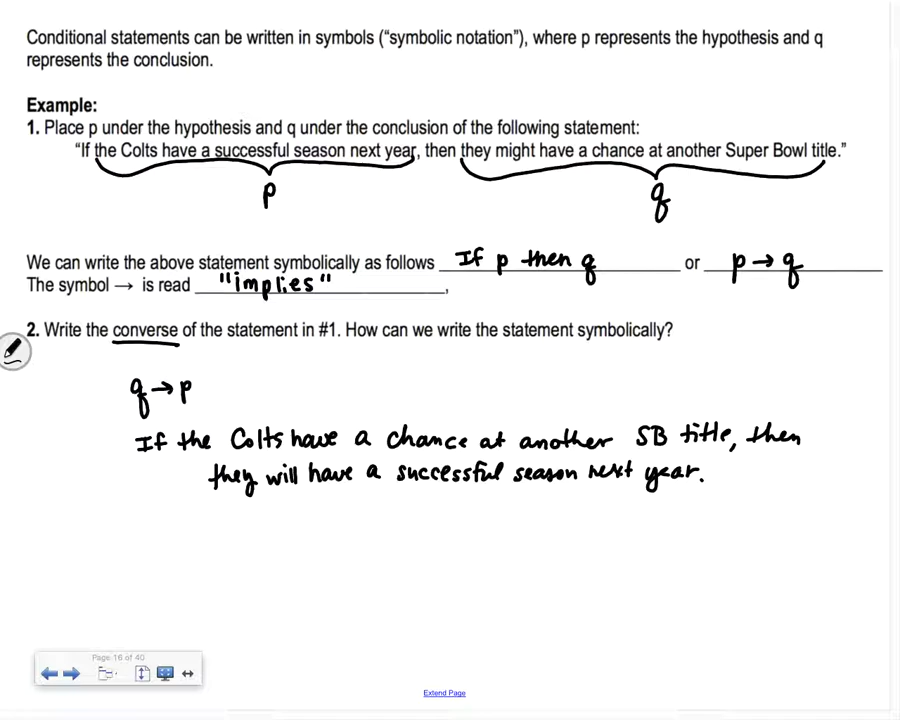 Conditional statements can be written in symbols (“symbolic notation”), where p represents the hypothesis and q
represents the conclusion.
Example:
1. Place p under the hypothesis and q under the conclusion of the following statement:
“If the Colts have a successful season next year, then they might have a chance at another Super Bowl title.”
p q
We can write the above statement symbolically as follows If p then q or p → q
The symbol → is read "implies",
2. Write the converse of the statement in #1. How can we write the statement symbolically?
q → p
If the Colts have a chance at another SB title, then
they will have a successful season next year.
Page 16 of 40
Extend Page